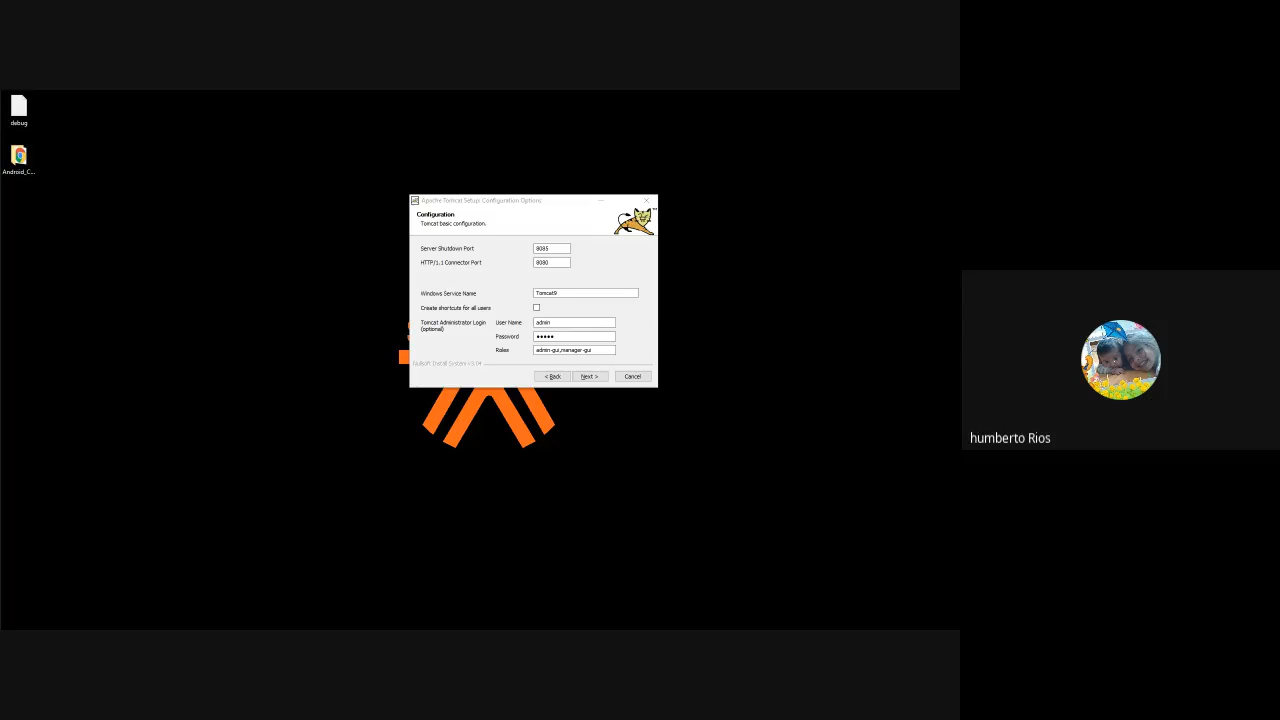 debug
Android_C...
Apache Tomcat Setup: Configuration Options
Configuration
Tomcat basic configuration.
Server Shutdown Port 8085
HTTP/1.1 Connector Port 8080
Windows Service Name Tomcat9
Create shortcuts for all users
Tomcat Administrator Login (optional)
User Name admin
Password •••••
Roles admin-gui,manager-gui
Nullsoft Install System v3.04
< Back Next > Cancel
humberto Rios